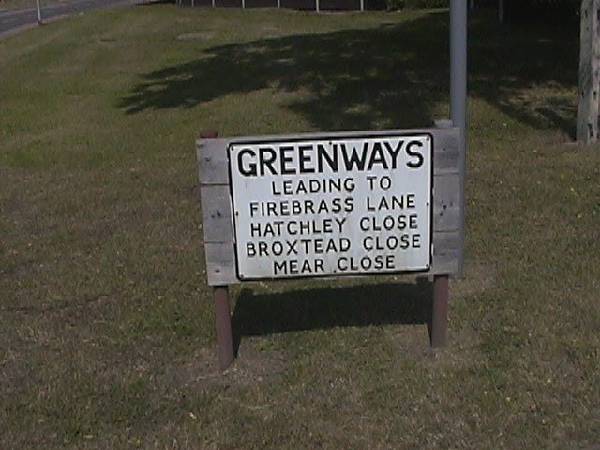 GREENWAYS
LEADING TO
FIREBRASS LANE
HATCHLEY CLOSE
BROXTEAD CLOSE
MEAR CLOSE